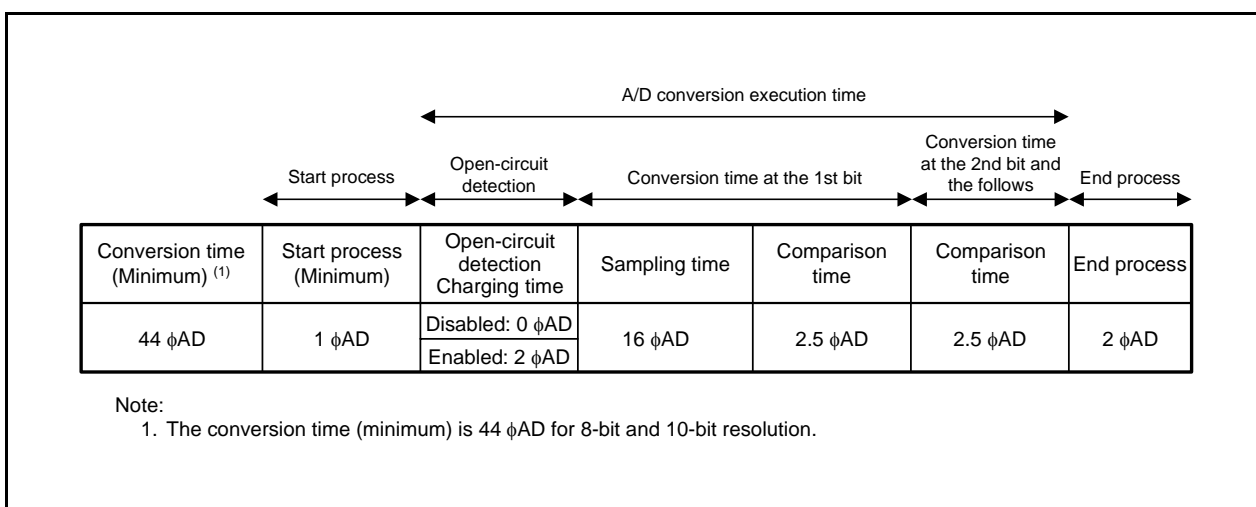 A/D conversion execution time
Start process
Open-circuit
detection
Conversion time at the 1st bit
Conversion time
at the 2nd bit and
the follows
End process
Conversion time
(Minimum) (1)
Start process
(Minimum)
Open-circuit
detection
Charging time
Sampling time
Comparison
time
Comparison
time
End process
44 ϕAD
1 ϕAD
Disabled: 0 ϕAD
Enabled: 2 ϕAD
16 ϕAD
2.5 ϕAD
2.5 ϕAD
2 ϕAD
Note:
1. The conversion time (minimum) is 44 ϕAD for 8-bit and 10-bit resolution.